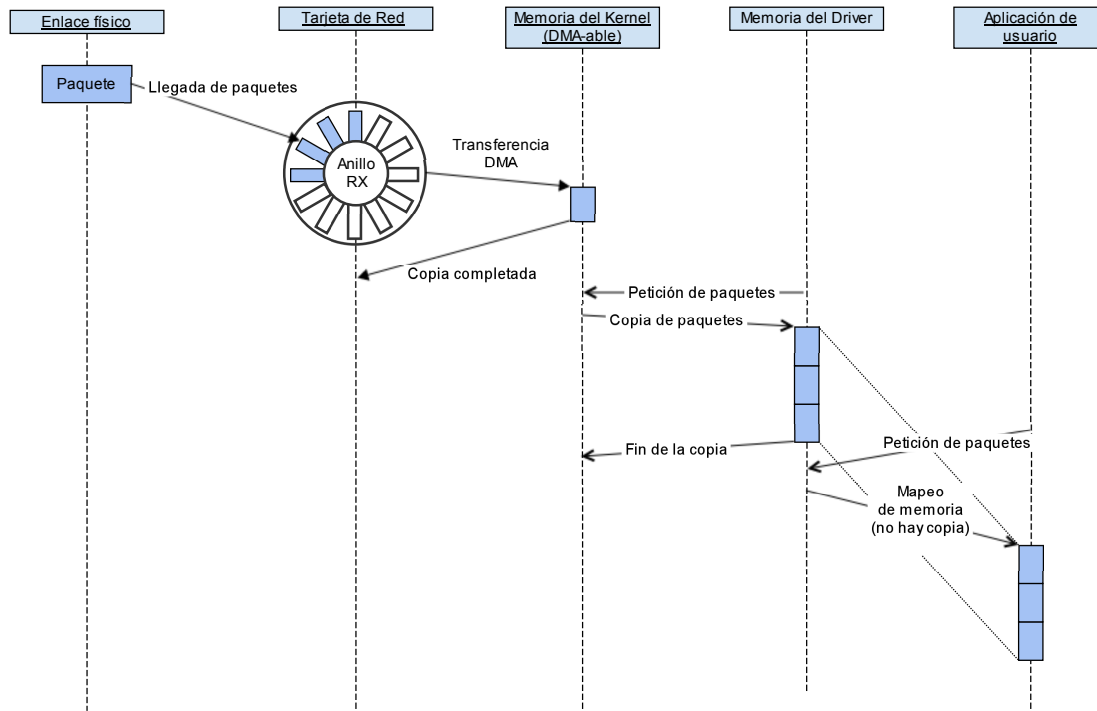 Enlace físico
Tarjeta de Red
Memoria del Kernel
(DMA-able)
Memoria del Driver
Aplicación de
usuario
Paquete
Llegada de paquetes
Anillo
RX
Transferencia
DMA
Copia completada
Petición de paquetes
Copia de paquetes
Fin de la copia
Petición de paquetes
Mapeo
de memoria
(no hay copia)